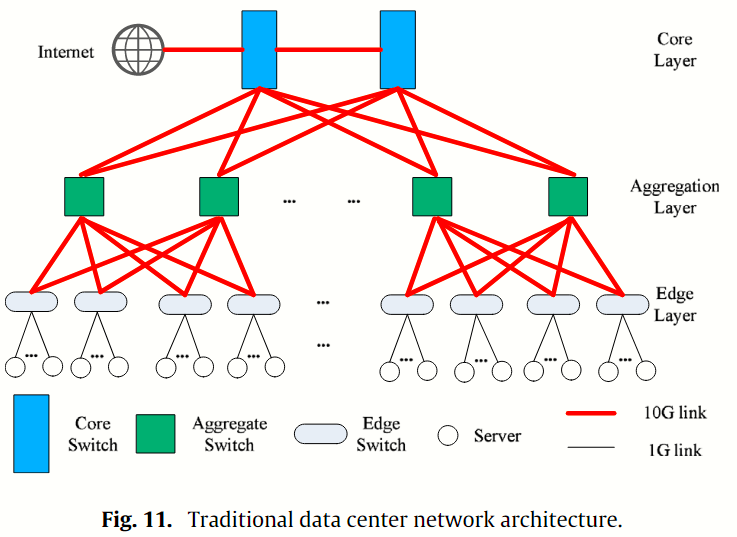 Internet
Core
Layer
... ...
Aggregation
Layer
...
Edge
Layer
...
... ... ... ... ... ... ... ...
Core
Switch
Aggregate
Switch
Edge
Switch
Server
10G link
1G link
Fig. 11. Traditional data center network architecture.